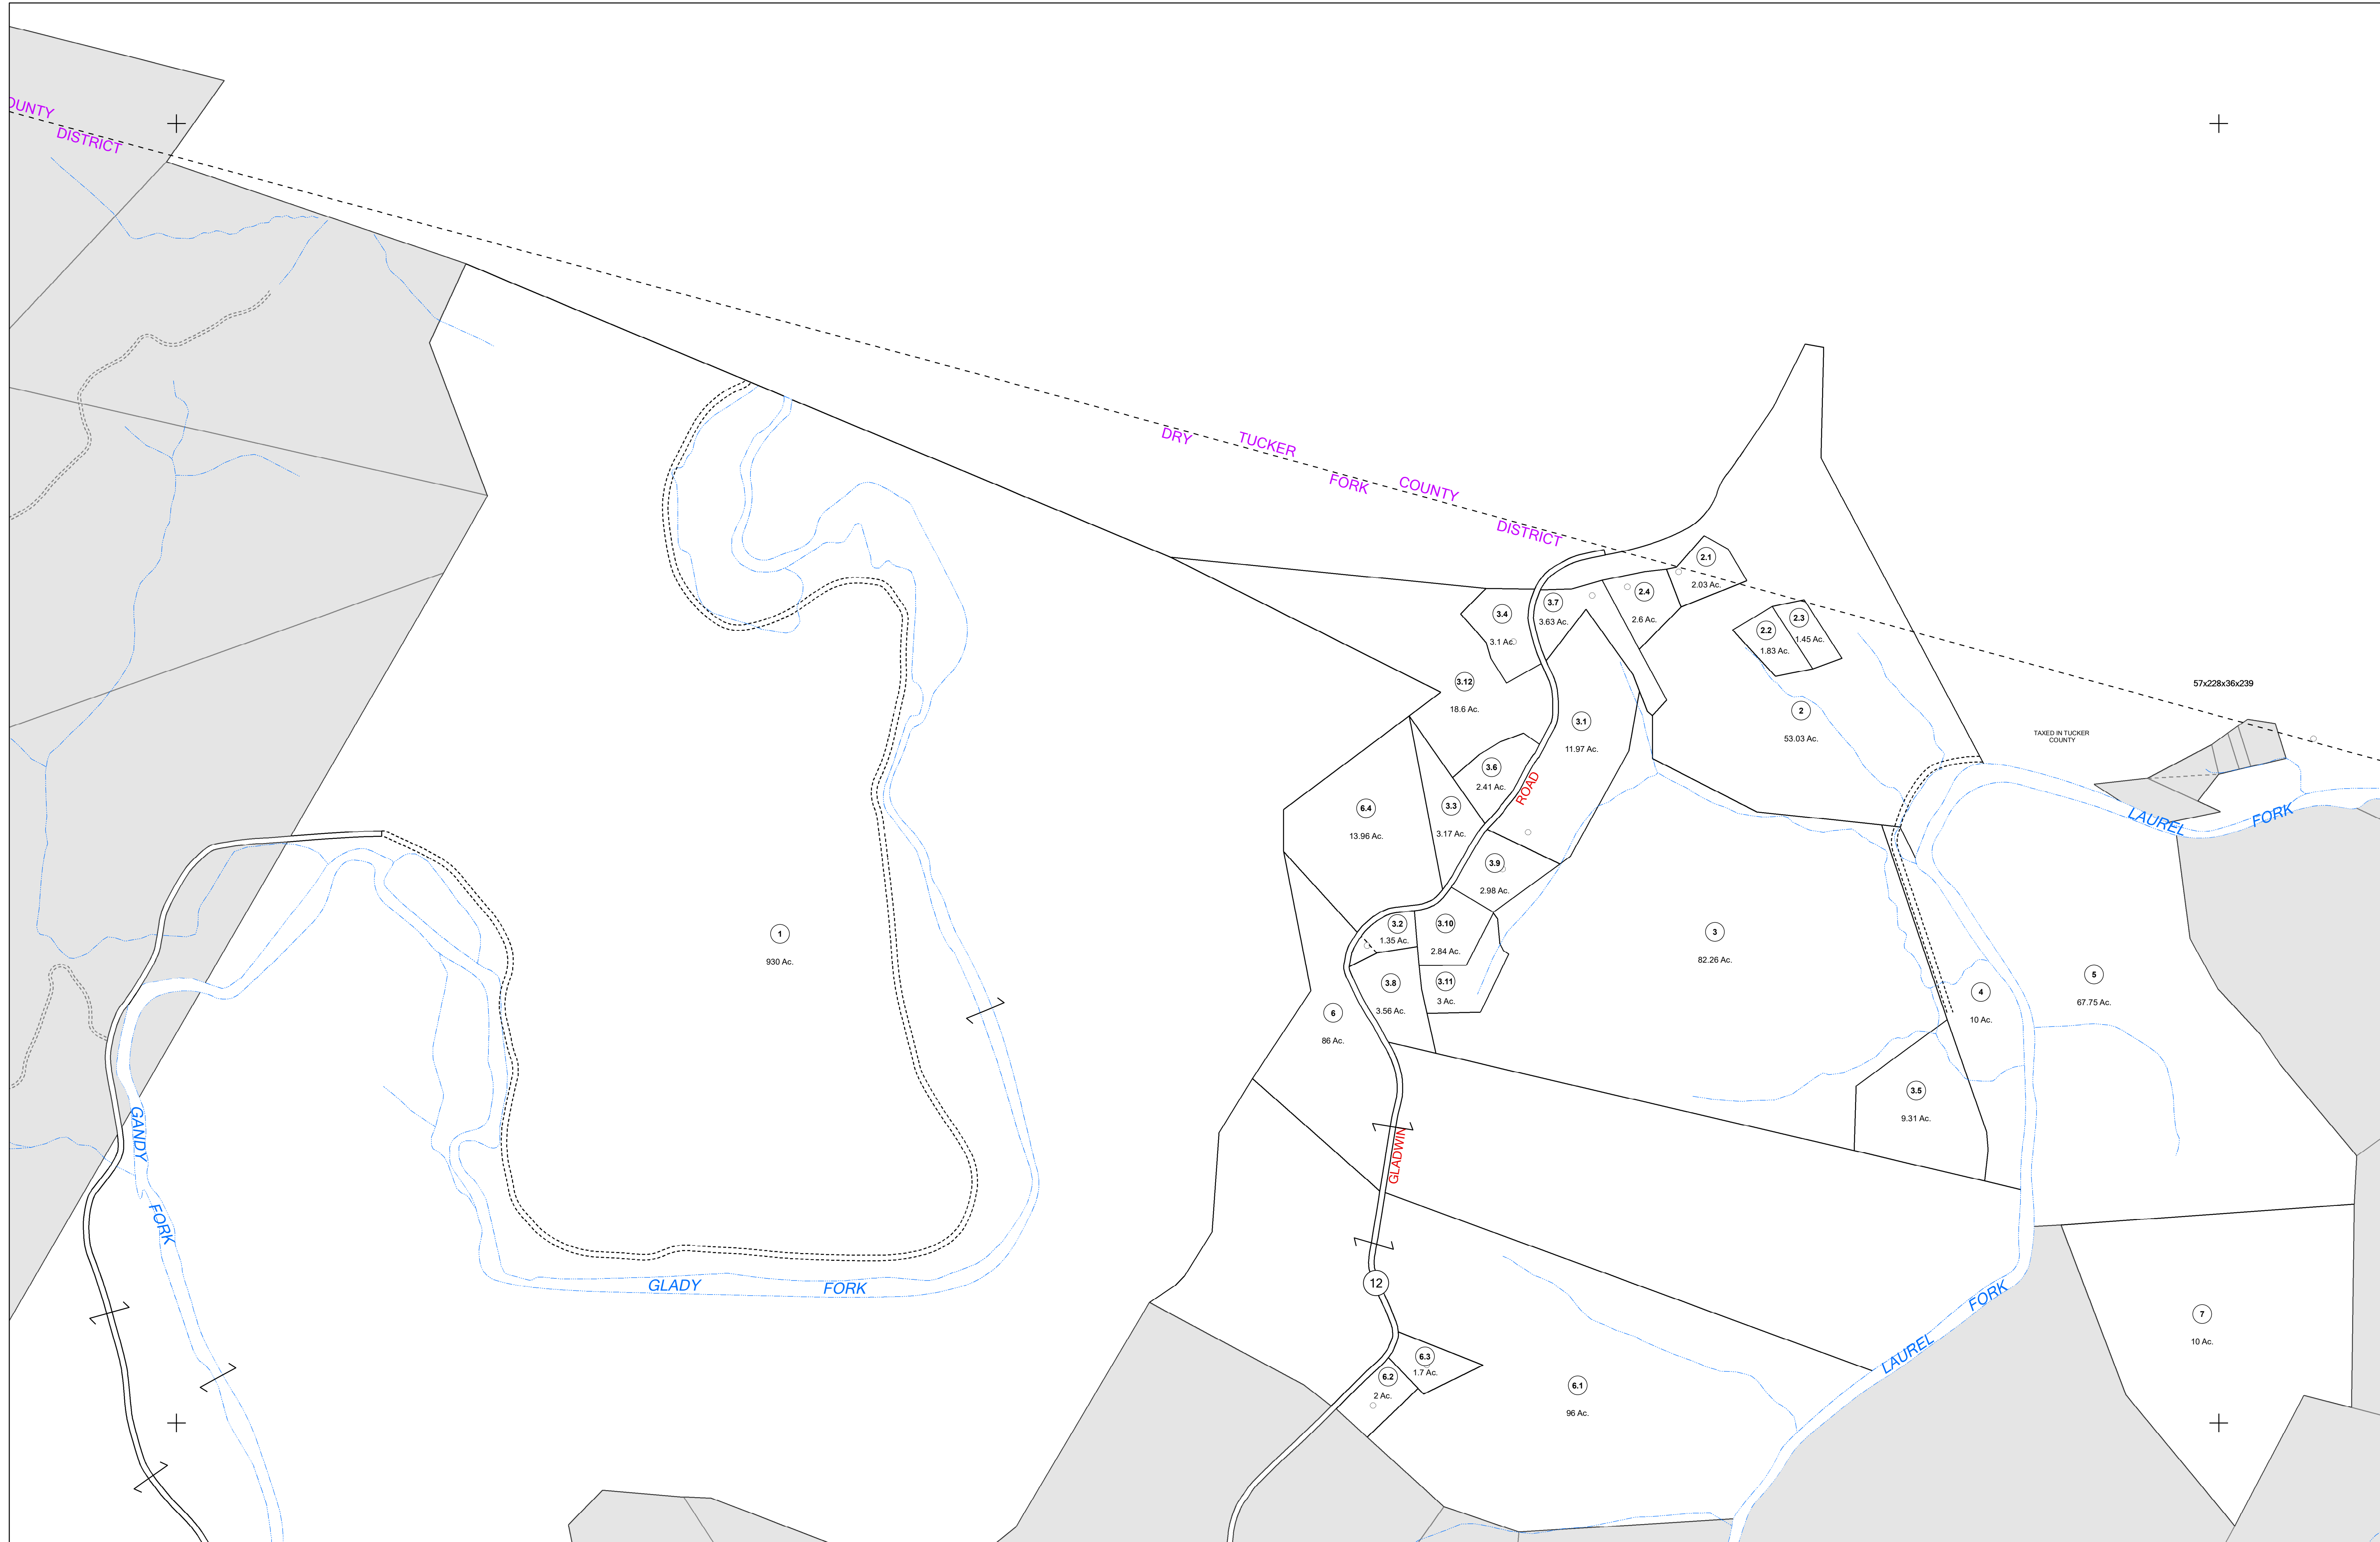 OUNTY
DISTRICT
DRY
TUCKER
FORK
COUNTY
DISTRICT
2.1
2.03 Ac.
2.4
2.6 Ac.
3.7
3.63 Ac.
3.4
3.1 Ac.
2.3
1.45 Ac.
2.2
1.83 Ac.
3.12
18.6 Ac.
57x228x36x239
2
53.03 Ac.
3.1
11.97 Ac.
TAXED IN TUCKER
COUNTY
3.6
2.41 Ac.
ROAD
3.3
3.17 Ac.
6.4
13.96 Ac.
LAUREL
FORK
3.9
2.98 Ac.
3.2
1.35 Ac.
3.10
2.84 Ac.
1
930 Ac.
3
82.26 Ac.
3.8
3.56 Ac.
3.11
3 Ac.
4
10 Ac.
5
67.75 Ac.
6
86 Ac.
3.5
9.31 Ac.
GANDY
FORK
GLADWIN
GLADY
FORK
12
FORK
LAUREL
7
10 Ac.
6.3
1.7 Ac.
6.2
2 Ac.
6.1
96 Ac.